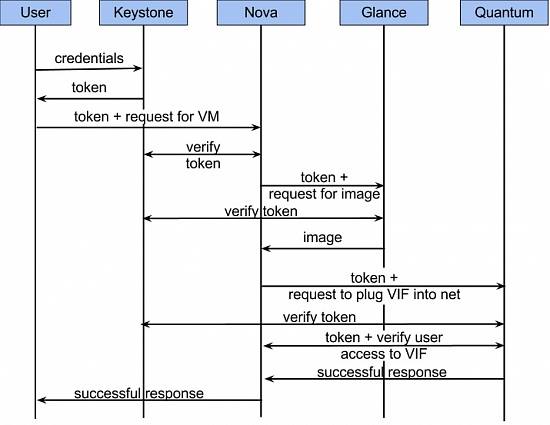 User Keystone Nova Glance Quantum
credentials
token
token + request for VM
verify
token
token +
request for image
verify token
image
token +
request to plug VIF into net
verify token
token + verify user
access to VIF
successful response
successful response